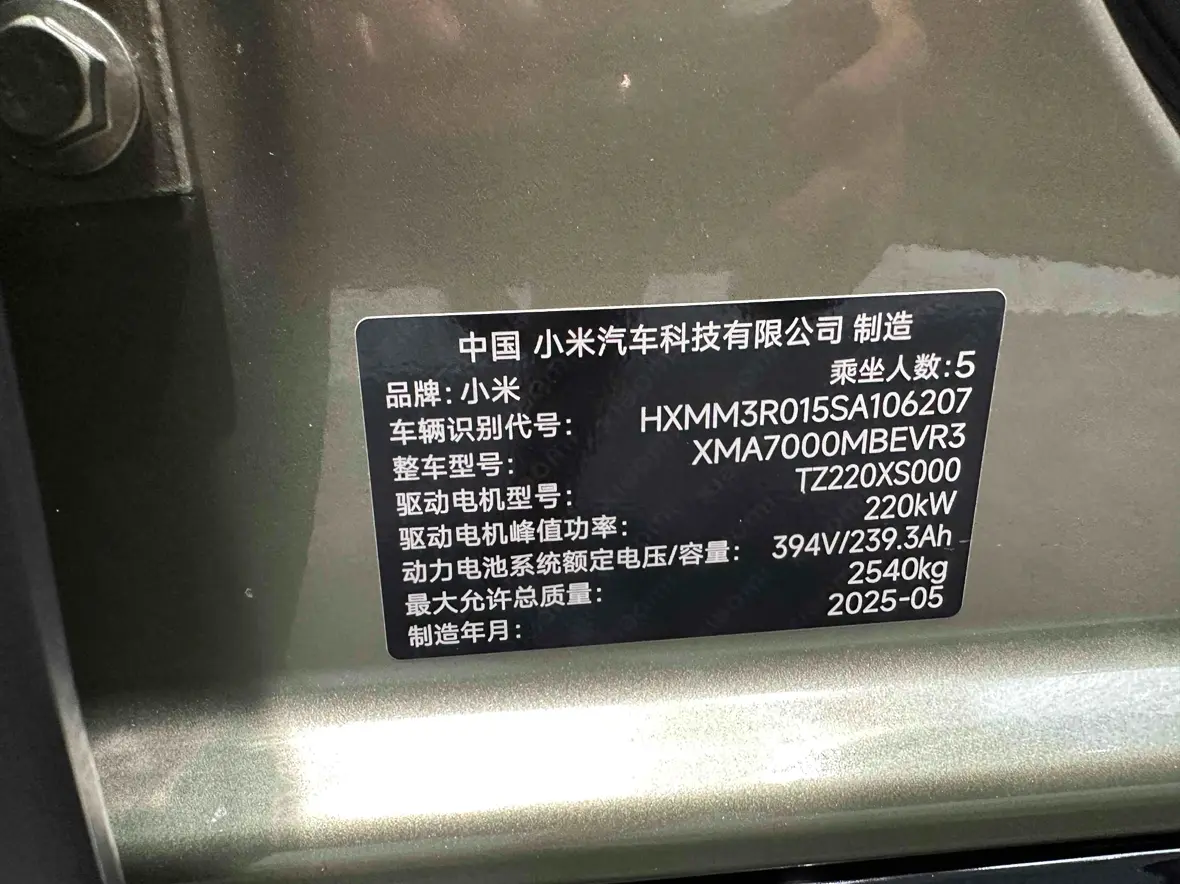 中国 小米汽车科技有限公司 制造
品牌：小米 乘坐人数：5
车辆识别代号： HXMM3R015SA106207
整车型号： XMA7000MBEVR3
驱动电机型号： TZ220XS000
驱动电机峰值功率： 220kW
动力电池系统额定电压/容量： 394V/239.3Ah
最大允许总质量： 2540kg
制造年月： 2025-05